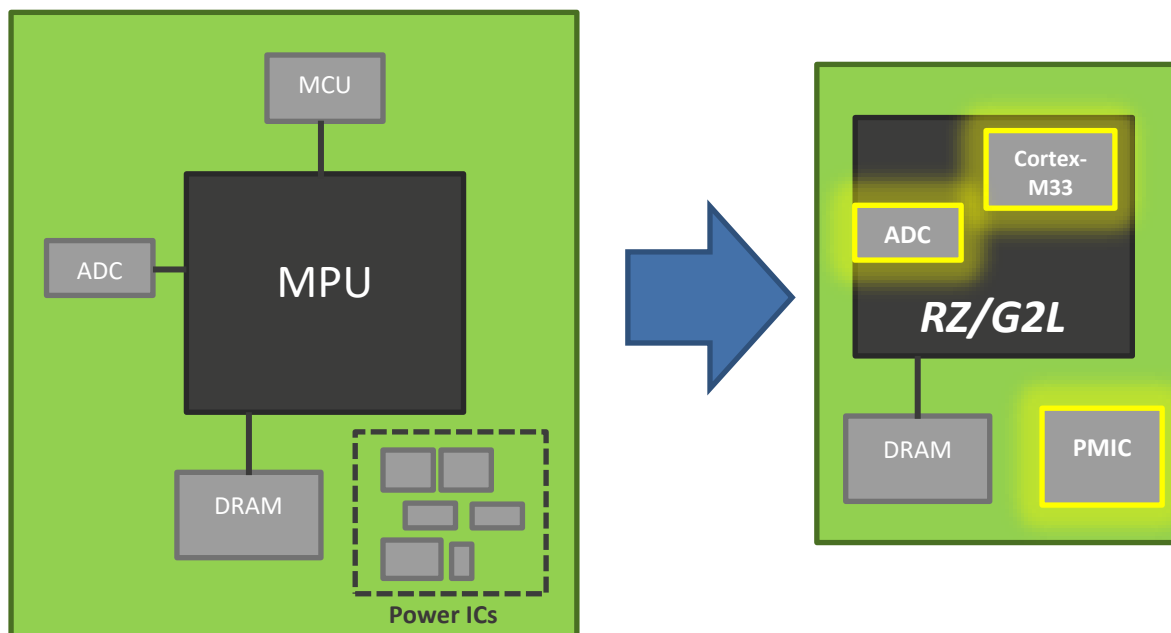 MCU
ADC
MPU
DRAM
Power ICs
Cortex-
M33
ADC
RZ/G2L
DRAM
PMIC